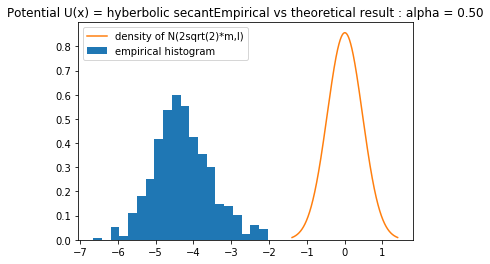 Potential U(x) = hyberbolic secantEmpirical vs theoretical result : alpha = 0.50
density of N(2sqrt(2)*m,I)
empirical histogram
0.8
0.7
0.6
0.5
0.4
0.3
0.2
0.1
0.0
−7 −6 −5 −4 −3 −2 −1 0 1